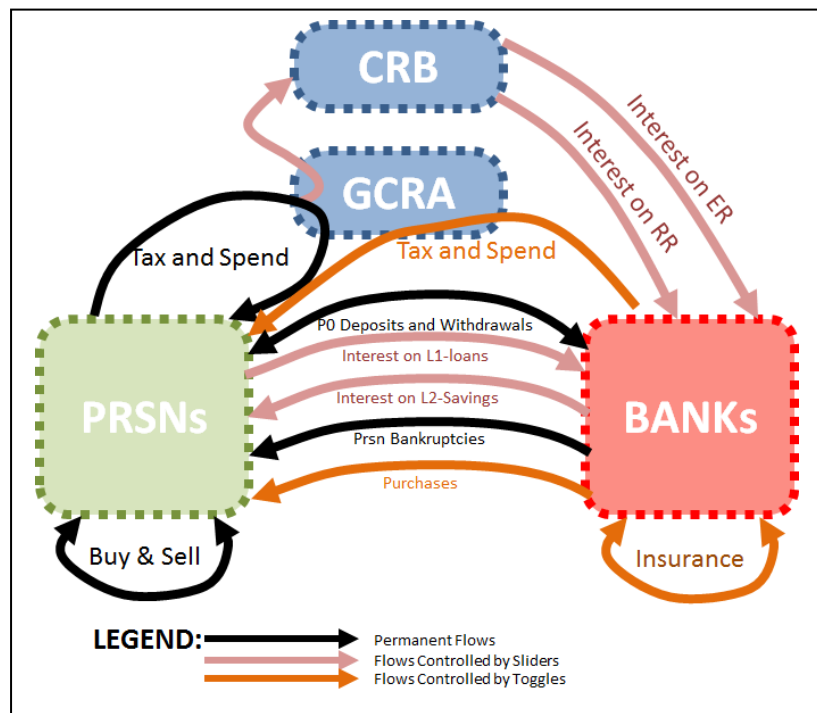 CRB
GCRA
Interest on ER
Interest on RR
Tax and Spend
Tax and Spend
P0 Deposits and Withdrawals
Interest on L1-loans
Interest on L2-Savings
Prsn Bankruptcies
Purchases
PRSNs
BANKs
Buy & Sell
Insurance
LEGEND:
Permanent Flows
Flows Controlled by Sliders
Flows Controlled by Toggles